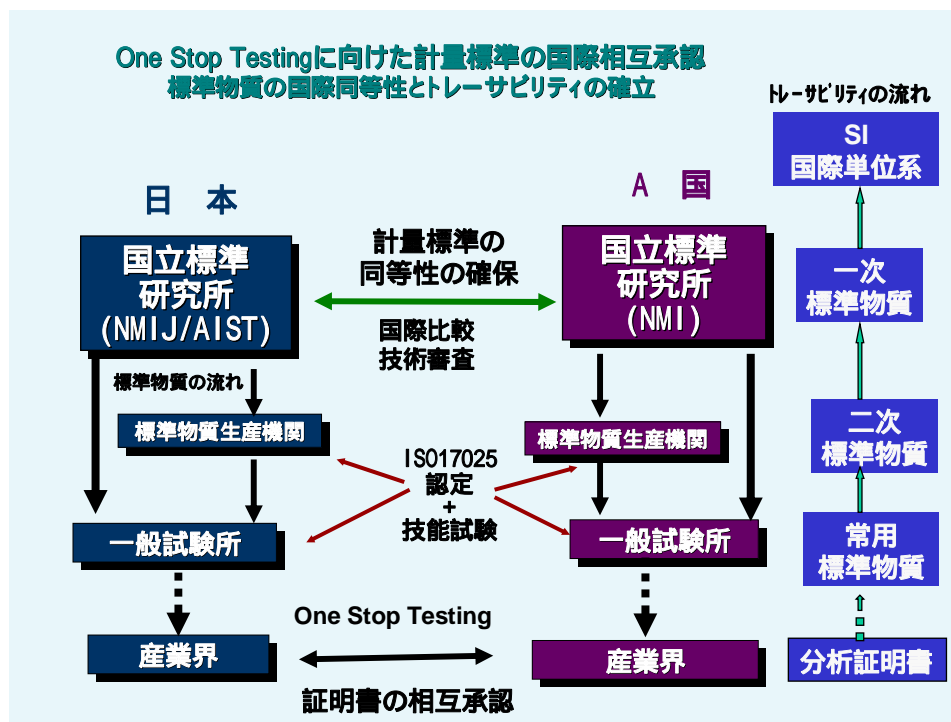 One Stop Testingに向けた計量標準の国際相互承認
標準物質の国際同等性とトレーサビリティの確立
トレーサビリティの流れ
SI
国際単位系
一次
標準物質
二次
標準物質
常用
標準物質
分析証明書
日 本
国立標準
研究所
(NMIJ/AIST)
標準物質の流れ
標準物質生産機関
一般試験所
産業界
計量標準の
同等性の確保
国際比較
技術審査
ISO17025
認定
+
技能試験
One Stop Testing
証明書の相互承認
A 国
国立標準
研究所
(NMI)
標準物質生産機関
一般試験所
産業界